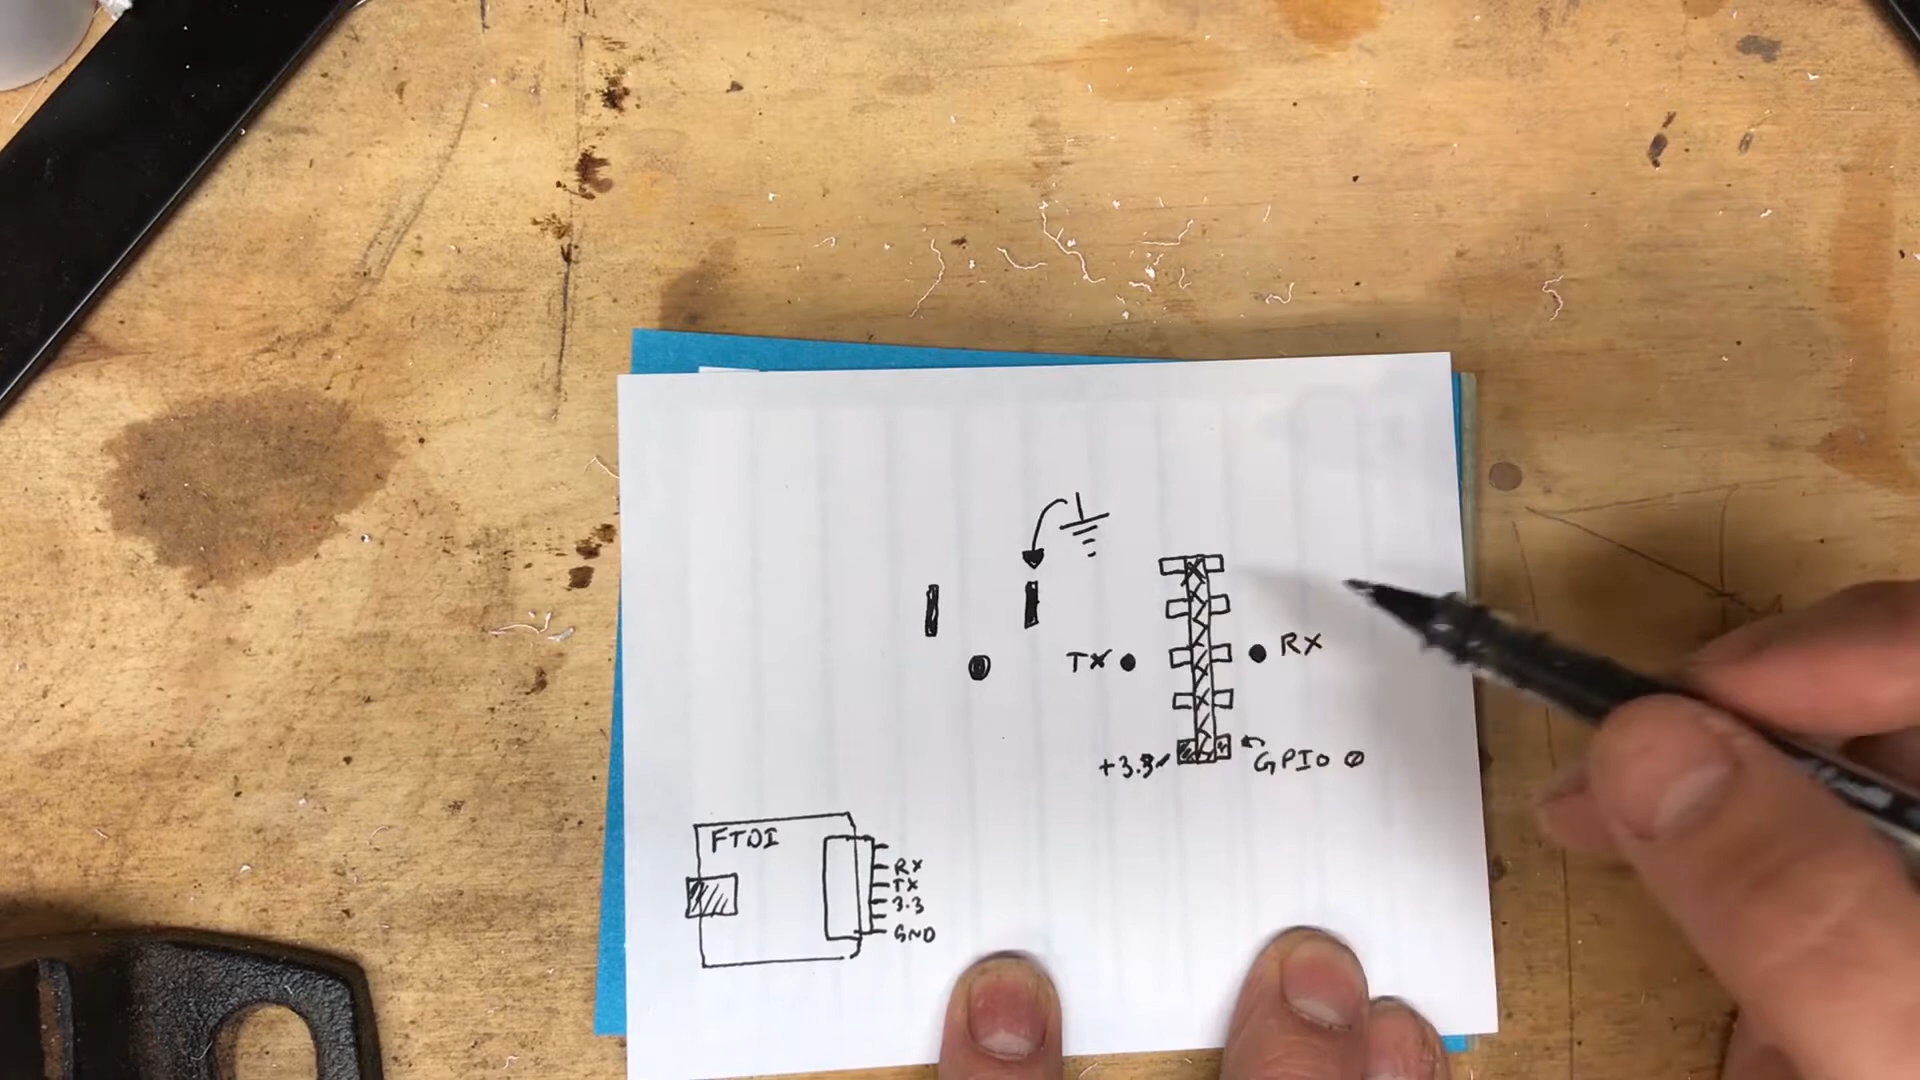 TX
RX
+3.3
GPIO 0
FTDI
RX
TX
3.3
GND